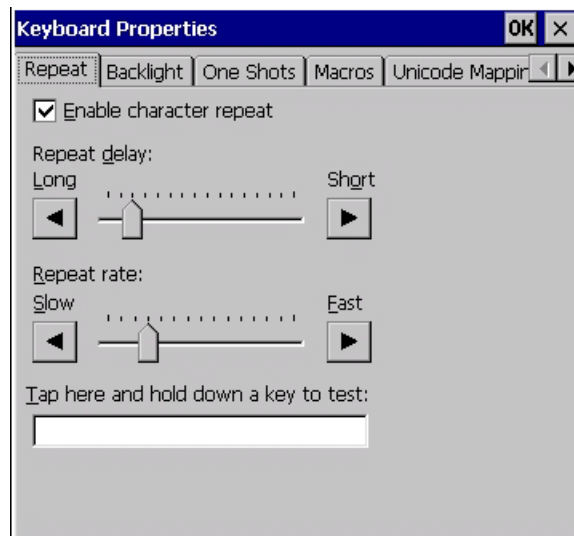 Keyboard Properties OK ×
Repeat Backlight One Shots Macros Unicode Mappin
Enable character repeat
Repeat delay:
Long Short
Repeat rate:
Slow Fast
Tap here and hold down a key to test: